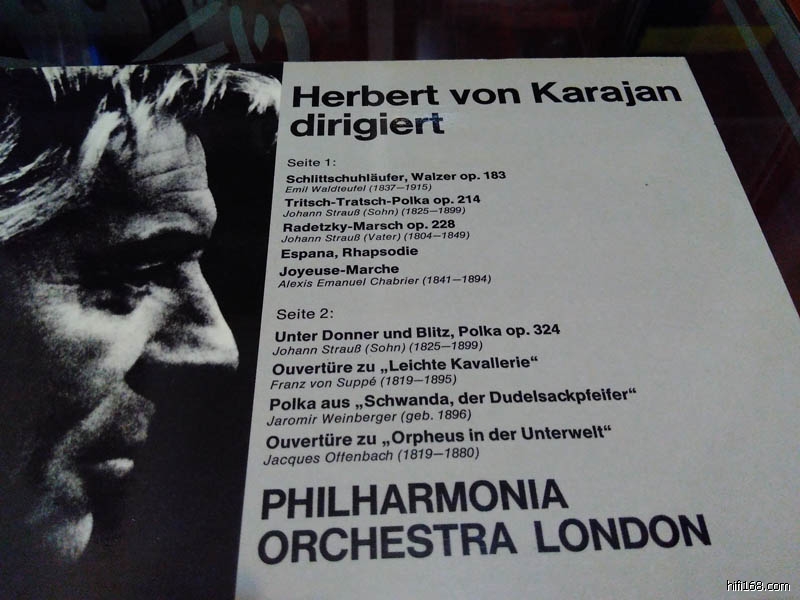 Herbert von Karajan
dirigiert
Seite 1:
Schlittschuhläufer, Walzer op. 183
Emil Waldteufel (1837—1915)
Tritsch-Tratsch-Polka op. 214
Johann Strauß (Sohn) (1825—1899)
Radetzky-Marsch op. 228
Johann Strauß (Vater) (1804—1849)
Espana, Rhapsodie
Joyeuse-Marche
Alexis Emanuel Chabrier (1841—1894)
Seite 2:
Unter Donner und Blitz, Polka op. 324
Johann Strauß (Sohn) (1825—1899)
Ouvertüre zu „Leichte Kavallerie“
Franz von Suppé (1819—1895)
Polka aus „Schwanda, der Dudelsackpfeifer“
Jaromir Weinberger (geb. 1896)
Ouvertüre zu „Orpheus in der Unterwelt“
Jacques Offenbach (1819—1880)
PHILHARMONIA
ORCHESTRA LONDON
hifi168.com